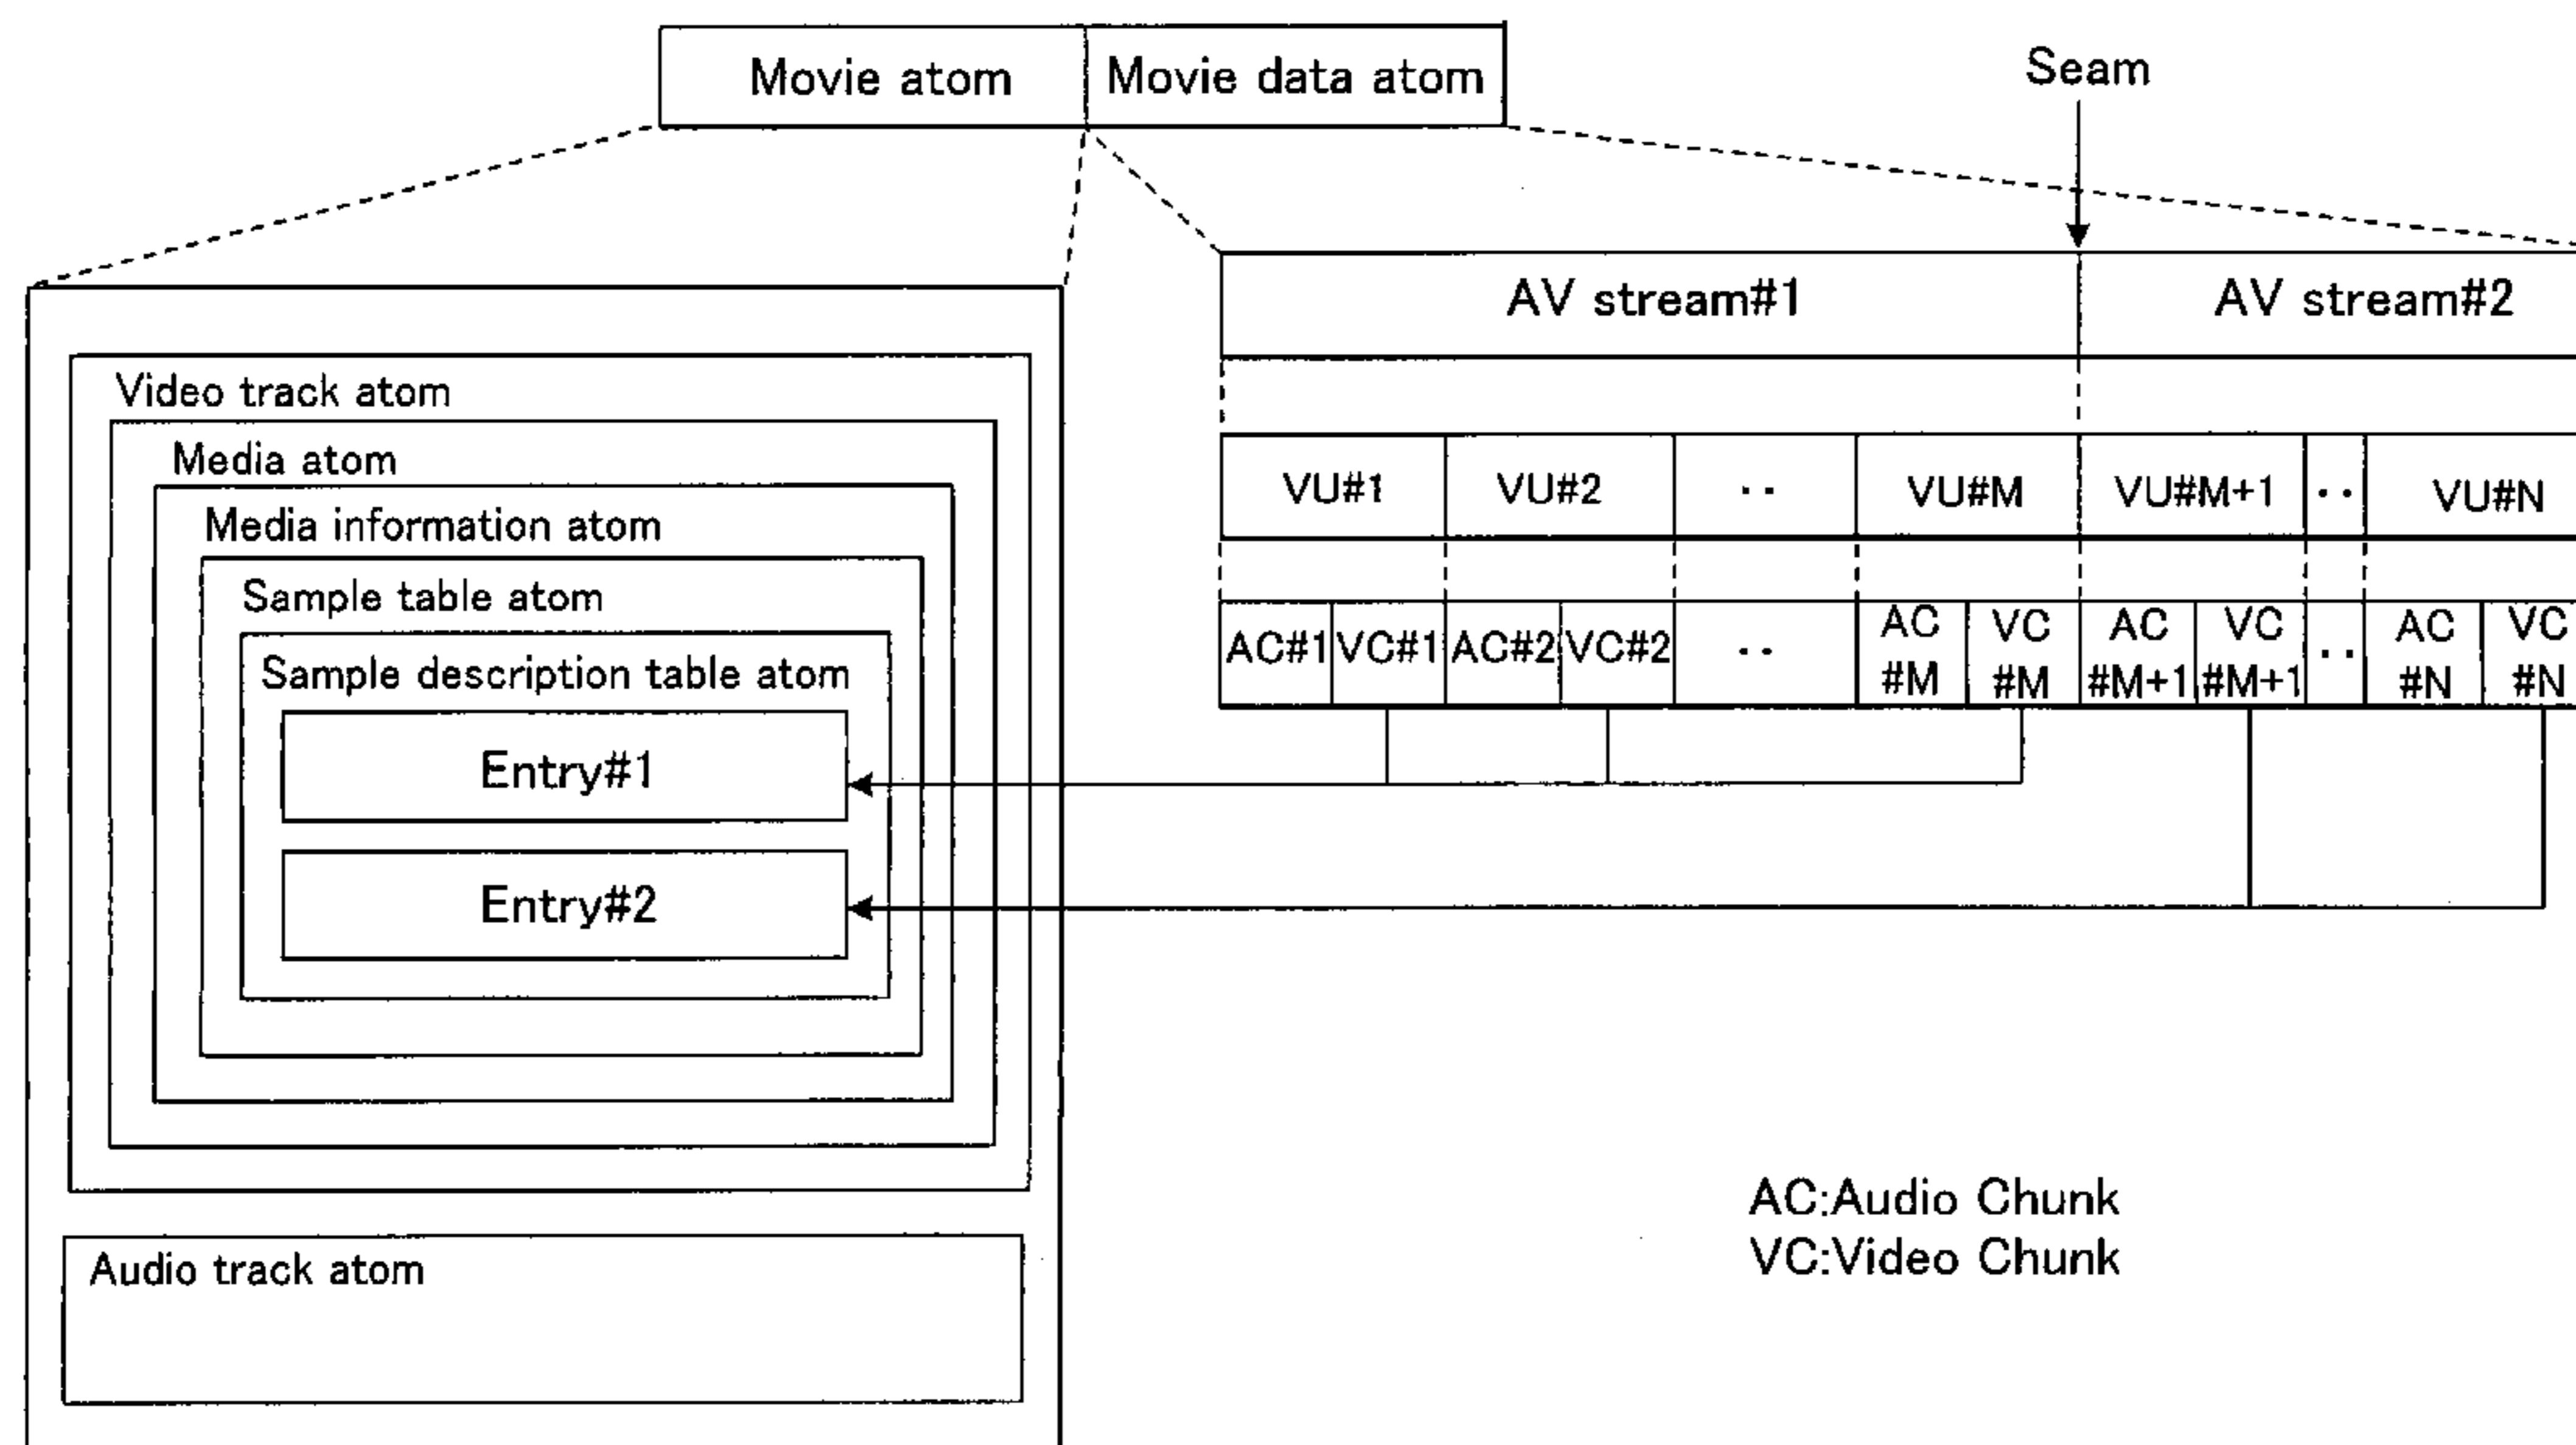 Movie atom
Movie data atom
Seam
AV stream#1
AV stream#2
Video track atom
Media atom
Media information atom
Sample table atom
Sample description table atom
Entry#1
Entry#2
Audio track atom
VU#1
VU#2
..
VU#M
VU#M+1
..
VU#N
AC#1
VC#1
AC#2
VC#2
..
AC
#M
VC
#M
AC
#M+1
VC
#M+1
..
AC
#N
VC
#N
AC:Audio Chunk
VC:Video Chunk